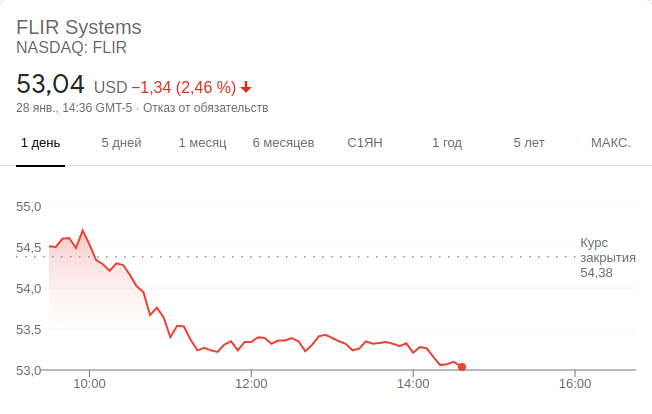 FLIR Systems
NASDAQ: FLIR
53,04 USD −1,34 (2,46 %)
28 янв., 14:36 GMT-5 · Отказ от обязательств
1 день 5 дней 1 месяц 6 месяцев С1ЯН 1 год 5 лет МАКС.
55,0
54,5
54,0
53,5
53,0
Курс
закрытия
54,38
10:00 12:00 14:00 16:00